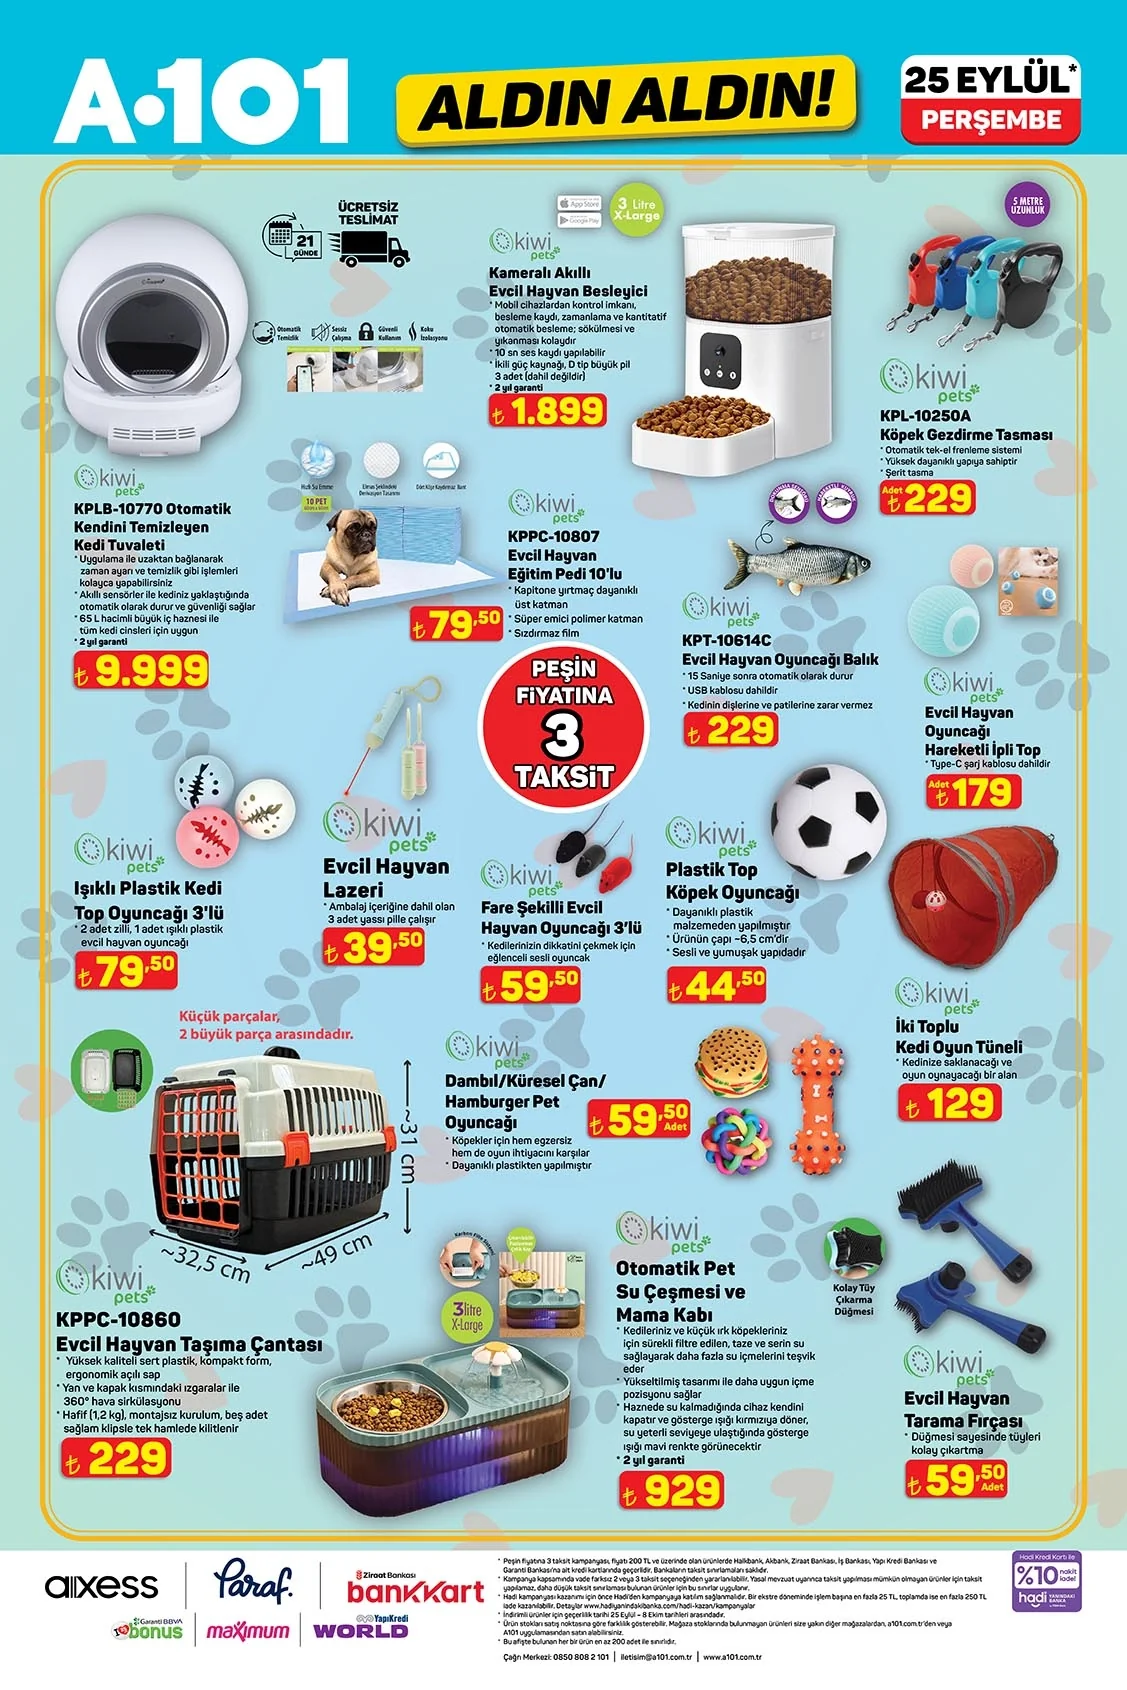 A·101
ALDIN ALDIN!
25 EYLÜL*
PERŞEMBE
ÜCRETSİZ
TESLİMAT
21
GÜNDE
Otomatik
Temizlik
Sessiz
Çalışma
Güvenli
Kullanım
Koku
İzolasyonu
kiwi
pets
KPLB-10770 Otomatik
Kendini Temizleyen
Kedi Tuvaleti
* Uygulama ile uzaktan bağlanarak
zaman ayarı ve temizlik gibi işlemleri
kolayca yapabilirsiniz
* Akıllı sensörler ile kediniz yaklaştığında
otomatik olarak durur ve güvenliği sağlar
* 65 L hacimli büyük iç haznesi ile
tüm kedi cinsleri için uygun
* 2 yıl garanti
₺9.999
App Store
Google Play
3 Litre
X-Large
kiwi
pets
Kameralı Akıllı
Evcil Hayvan Besleyici
* Mobil cihazlardan kontrol imkanı,
besleme kaydı, zamanlama ve kantitatif
otomatik besleme; sökülmesi ve
yıkanması kolaydır
* 10 sn ses kaydı yapılabilir
* İkili güç kaynağı, D tip büyük pil
3 adet (dahil değildir)
* 2 yıl garanti
₺1.899
5 METRE
UZUNLUK
kiwi
pets
KPL-10250A
Köpek Gezdirme Tasması
* Otomatik tek-el frenleme sistemi
* Yüksek dayanıklı yapıya sahiptir
* Şerit tasma
Adet
₺229
Hızlı Su Emme
Elmas Şeklindeki
Derivasyon Tasarımı
Dört Köşe Kaydırmaz Bant
10 PET
kiwi
pets
KPPC-10807
Evcil Hayvan
Eğitim Pedi 10'lu
* Kapitone yırtmaç dayanıklı
üst katman
* Süper emici polimer katman
* Sızdırmaz film
₺79,50
kiwi
pets
KPT-10614C
Evcil Hayvan Oyuncağı Balık
* 15 Saniye sonra otomatik olarak durur
* USB kablosu dahildir
* Kedinin dişlerine ve patilerine zarar vermez
₺229
kiwi
pets
Evcil Hayvan
Oyuncağı
Hareketli İpli Top
* Type-C şarj kablosu dahildir
Adet
₺179
PEŞİN
FİYATINA
3
TAKSİT
kiwi
pets
Işıklı Plastik Kedi
Top Oyuncağı 3'lü
* 2 adet zilli, 1 adet ışıklı plastik
evcil hayvan oyuncağı
₺79,50
kiwi
pets
Evcil Hayvan
Lazeri
* Ambalaj içeriğine dahil olan
3 adet yassı pille çalışır
₺39,50
kiwi
pets
Fare Şekilli Evcil
Hayvan Oyuncağı 3’lü
* Kedilerinizin dikkatini çekmek için
eğlenceli sesli oyuncak
₺59,50
kiwi
pets
Plastik Top
Köpek Oyuncağı
* Dayanıklı plastik
malzemeden yapılmıştır
* Ürünün çapı ~6,5 cm’dir
* Sesli ve yumuşak yapıdadır
₺44,50
kiwi
pets
İki Toplu
Kedi Oyun Tüneli
* Kedinize saklanacağı ve
oyun oynayacağı bir alan
₺129
Küçük parçalar,
2 büyük parça arasındadır.
~31 cm
~32,5 cm
~49 cm
kiwi
pets
KPPC-10860
Evcil Hayvan Taşıma Çantası
* Yüksek kaliteli sert plastik, kompakt form,
ergonomik açılı sap
* Yan ve kapak kısmındaki ızgaralar ile
360° hava sirkülasyonu
* Hafif (1,2 kg), montajsız kurulum, beş adet
sağlam klipsle tek hamlede kilitlenir
₺229
kiwi
pets
Dambıl/Küresel Çan/
Hamburger Pet
Oyuncağı
* Köpekler için hem egzersiz
hem de oyun ihtiyacını karşılar
* Dayanıklı plastikten yapılmıştır
₺59,50
Adet
3 litre
X-Large
kiwi
pets
Otomatik Pet
Su Çeşmesi ve
Mama Kabı
* Kedileriniz ve küçük ırk köpekleriniz
için sürekli filtre edilen, taze ve serin su
sağlayarak daha fazla su içmelerini teşvik
eder
* Yükseltilmiş tasarımı ile daha uygun içme
pozisyonu sağlar
* Haznede su kalmadığında cihaz kendini
kapatır ve gösterge ışığı kırmızıya döner,
su yeterli seviyeye ulaştığında gösterge
ışığı mavi renkte görünecektir
* 2 yıl garanti
₺929
Kolay Tüy
Çıkarma
Düğmesi
kiwi
pets
Evcil Hayvan
Tarama Fırçası
* Düğmesi sayesinde tüyleri
kolay çıkartma
₺59,50
Adet
axess
Paraf.
Ziraat Bankası
bankkart
Garanti BBVA
bonus
maximum
YapıKredi
WORLD
* Peşin fiyatına 3 taksit kampanyası, fiyatı 200 TL ve üzerinde olan ürünlerde Halkbank, Akbank, Ziraat Bankası, İş Bankası, Yapı Kredi Bankası ve
Garanti Bankası'na ait kredi kartlarında geçerlidir. Bankaların taksit sınırlamaları saklıdır.
* Kampanya kapsamında vade farksız 2 veya 3 taksit seçeneğinden yararlanılabilir. Yasal mevzuat uyarınca taksit yapılması mümkün olmayan ürünler için taksit
yapılamaz, daha düşük taksit sınırlaması bulunan ürünler için bu sınırlar uygulanır.
* Hadi kampanyası kazanımı için önce Hadi'den kampanyaya katılım sağlanmalıdır. Bir ekstre döneminde işlem başına en fazla 25 TL, toplamda ise en fazla 250 TL
iade kazanılabilir. Detaylar www.hadiyanindakibanka.com/hadi-kazan/kampanyalar
* İndirimli ürünler için geçerlilik tarihi 25 Eylül – 8 Ekim tarihleri arasındadır.
* Ürün stokları satış noktasına göre farklılık gösterebilir. Mağaza stoklarında bulunmayan ürünleri size yakın diğer mağazalardan, a101.com.tr'den veya
A101 uygulamasından satın alabilirsiniz.
* Bu afişte bulunan her bir ürün en az 200 adet ile sınırlıdır.
Çağrı Merkezi: 0850 808 2 101 | iletisim@a101.com.tr | www.a101.com.tr
Hadi Kredi Kartı ile
%10 nakit
iade!
hadi